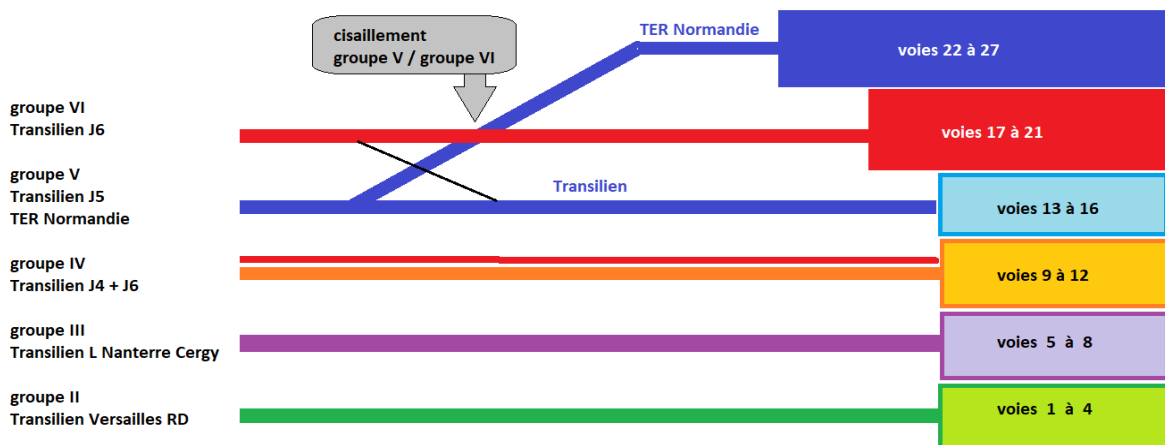 cisaillement
groupe V / groupe VI
TER Normandie
voies 22 à 27
groupe VI
Transilien J6
voies 17 à 21
groupe V
Transilien J5
TER Normandie
Transilien
voies 13 à 16
groupe IV
Transilien J4 + J6
voies 9 à 12
groupe III
Transilien L Nanterre Cergy
voies 5 à 8
groupe II
Transilien Versailles RD
voies 1 à 4